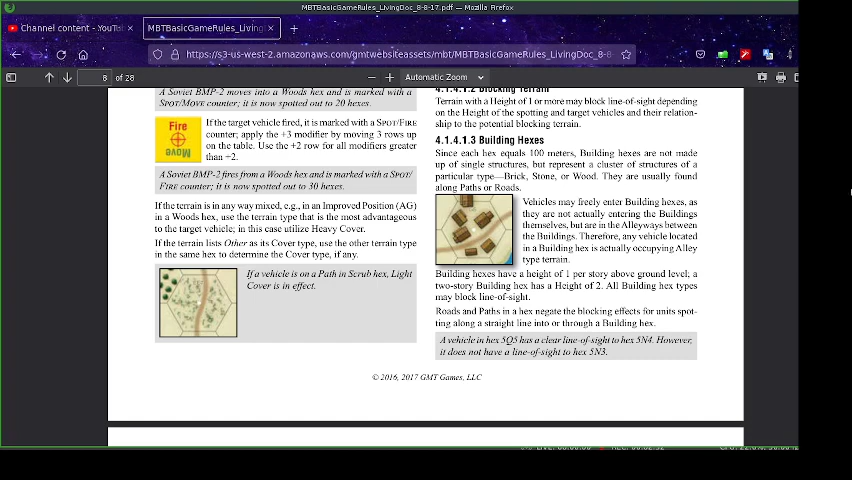 MBTBasicGameRules_LivingDoc_8-8-17.pdf — Mozilla Firefox
Channel content - YouTu
MBTBasicGameRules_Living
https://s3-us-west-2.amazonaws.com/gmtwebsiteassets/mbt/MBTBasicGameRules_LivingDoc_8-8
8 of 28
Automatic Zoom
A Soviet BMP-2 moves into a Woods hex and is marked with a
SPOT/MOVE counter; it is now spotted out to 20 hexes.
Fire
Move
If the target vehicle fired, it is marked with a SPOT/FIRE
counter; apply the +3 modifier by moving 3 rows up
on the table. Use the +2 row for all modifiers greater
than +2.
A Soviet BMP-2 fires from a Woods hex and is marked with a SPOT/
FIRE counter; it is now spotted out to 30 hexes.
If the terrain is in any way mixed, e.g., in an Improved Position (AG)
in a Woods hex, use the terrain type that is the most advantageous
to the target vehicle; in this case utilize Heavy Cover.
If the terrain lists Other as its Cover type, use the other terrain type
in the same hex to determine the Cover type, if any.
If a vehicle is on a Path in Scrub hex, Light
Cover is in effect.
4.1.4.1.2 Blocking Terrain
Terrain with a Height of 1 or more may block line-of-sight depending
on the Height of the spotting and target vehicles and their relation-
ship to the potential blocking terrain.
4.1.4.1.3 Building Hexes
Since each hex equals 100 meters, Building hexes are not made
up of single structures, but represent a cluster of structures of a
particular type—Brick, Stone, or Wood. They are usually found
along Paths or Roads.
Vehicles may freely enter Building hexes, as
they are not actually entering the Buildings
themselves, but are in the Alleyways between
the Buildings. Therefore, any vehicle located
in a Building hex is actually occupying Alley
type terrain.
Building hexes have a height of 1 per story above ground level; a
two-story Building hex has a Height of 2. All Building hex types
may block line-of-sight.
Roads and Paths in a hex negate the blocking effects for units spot-
ting along a straight line into or through a Building hex.
A vehicle in hex 5Q5 has a clear line-of-sight to hex 5N4. However,
it does not have a line-of-sight to hex 5N3.
© 2016, 2017 GMT Games, LLC